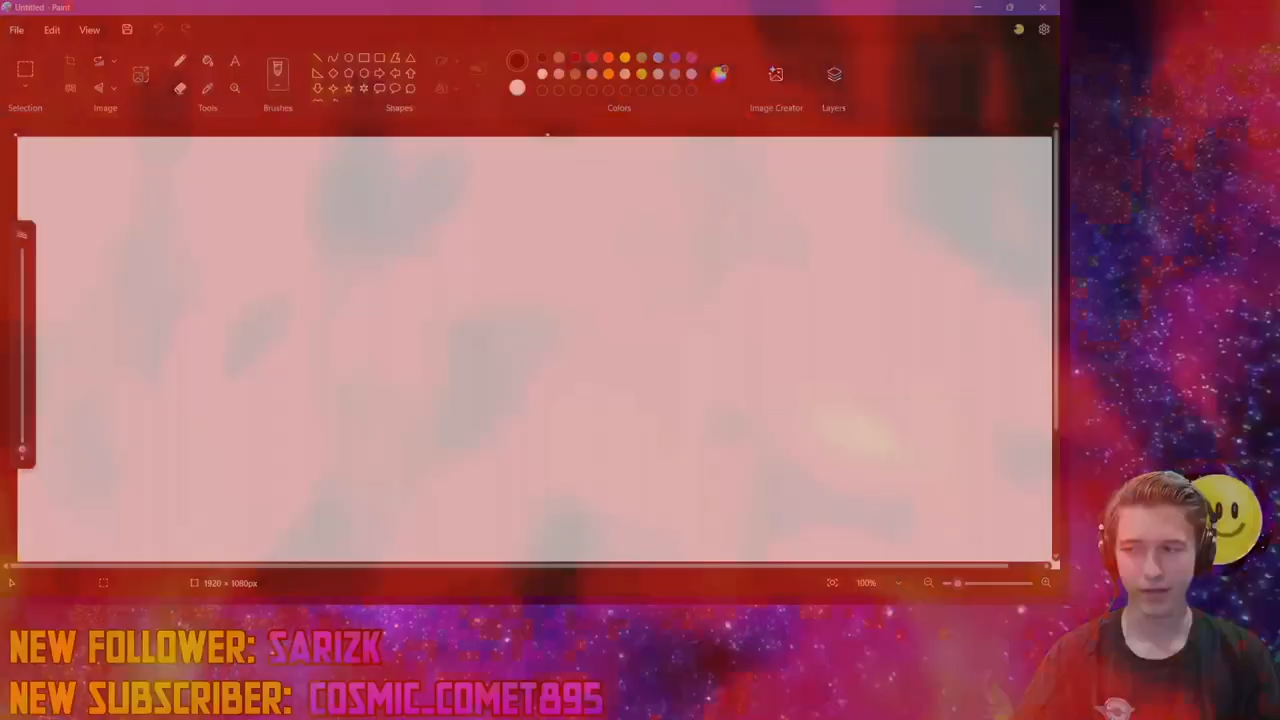 Untitled - Paint
File Edit View
Selection Image Tools Brushes Shapes Colors Image Creator Layers
1920 × 1080px 100%
NEW FOLLOWER: SARIZK
NEW SUBSCRIBER: COSMIC_COMET895